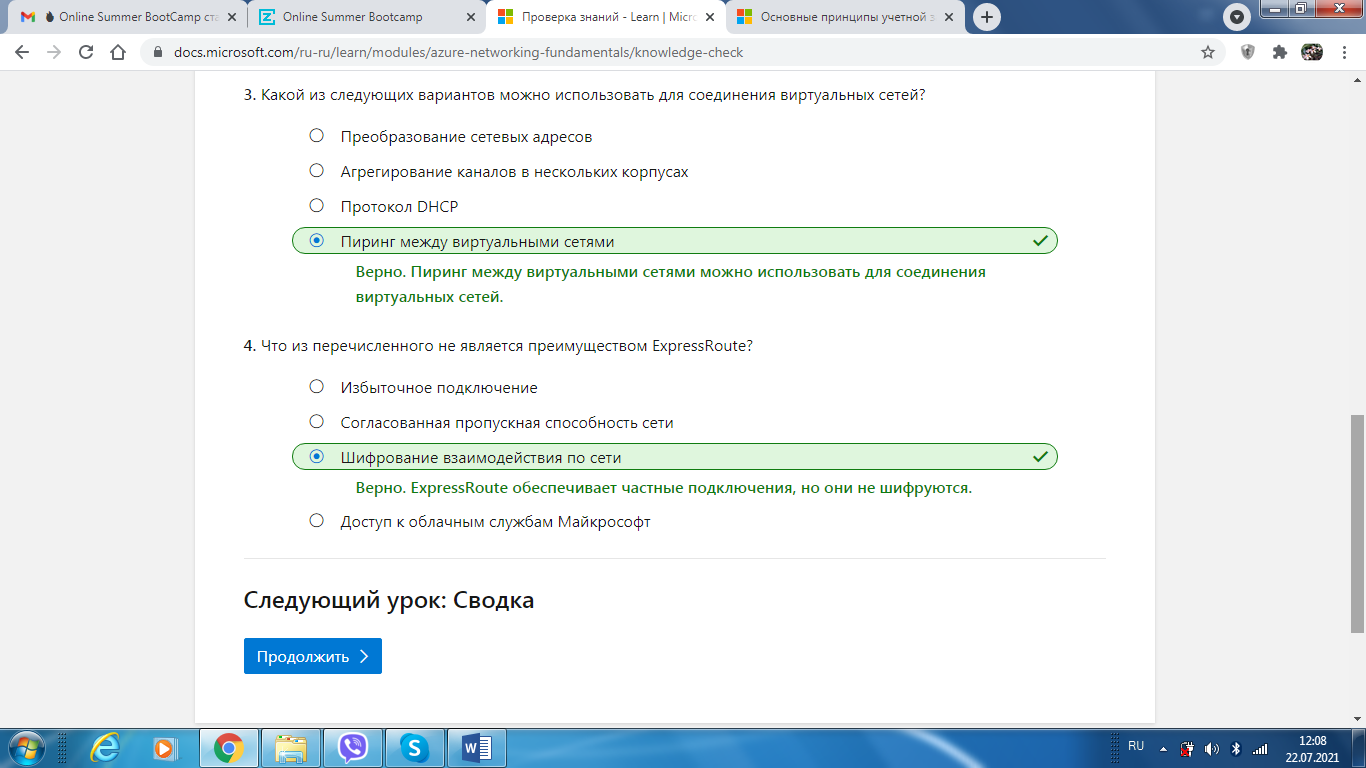 Online Summer BootCamp ста
Online Summer Bootcamp
Проверка знаний - Learn | Micr
Основные принципы учетной з
docs.microsoft.com/ru-ru/learn/modules/azure-networking-fundamentals/knowledge-check
3. Какой из следующих вариантов можно использовать для соединения виртуальных сетей?
Преобразование сетевых адресов
Агрегирование каналов в нескольких корпусах
Протокол DHCP
Пиринг между виртуальными сетями
Верно. Пиринг между виртуальными сетями можно использовать для соединения
виртуальных сетей.
4. Что из перечисленного не является преимуществом ExpressRoute?
Избыточное подключение
Согласованная пропускная способность сети
Шифрование взаимодействия по сети
Верно. ExpressRoute обеспечивает частные подключения, но они не шифруются.
Доступ к облачным службам Майкрософт
Следующий урок: Сводка
Продолжить
RU
12:08
22.07.2021